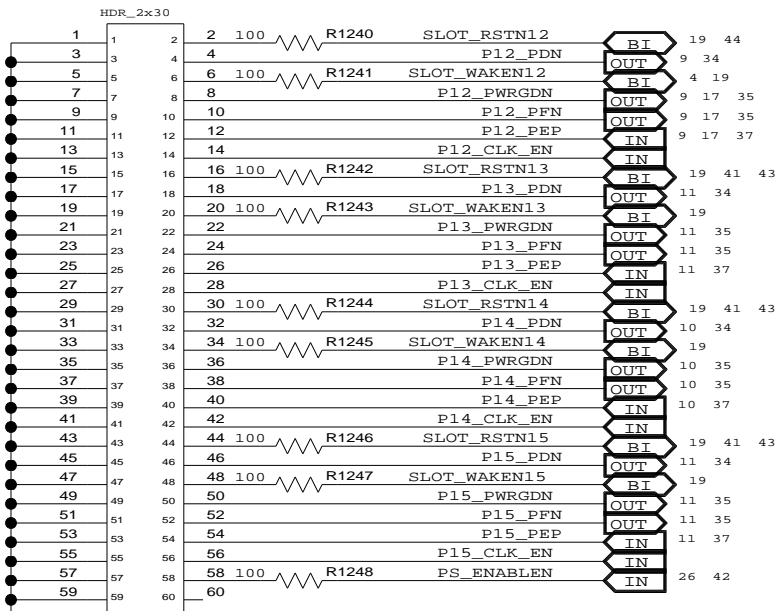 HDR_2x30
1 1 2 2 100 R1240 SLOT_RSTN12 BI 19 44
3 3 4 4 P12_PDN OUT 9 34
5 5 6 6 100 R1241 SLOT_WAKEN12 BI 4 19
7 7 8 8 P12_PWRGDN OUT 9 17 35
9 9 10 10 P12_PFN OUT 9 17 35
11 11 12 12 P12_PEP IN 9 17 37
13 13 14 14 P12_CLK_EN IN
15 15 16 16 100 R1242 SLOT_RSTN13 BI 19 41 43
17 17 18 18 P13_PDN OUT 11 34
19 19 20 20 100 R1243 SLOT_WAKEN13 BI 19
21 21 22 22 P13_PWRGDN OUT 11 35
23 23 24 24 P13_PFN OUT 11 35
25 25 26 26 P13_PEP IN 11 37
27 27 28 28 P13_CLK_EN IN
29 29 30 30 100 R1244 SLOT_RSTN14 BI 19 41 43
31 31 32 32 P14_PDN OUT 10 34
33 33 34 34 100 R1245 SLOT_WAKEN14 BI 19
35 35 36 36 P14_PWRGDN OUT 10 35
37 37 38 38 P14_PFN OUT 10 35
39 39 40 40 P14_PEP IN 10 37
41 41 42 42 P14_CLK_EN IN
43 43 44 44 100 R1246 SLOT_RSTN15 BI 19 41 43
45 45 46 46 P15_PDN OUT 11 34
47 47 48 48 100 R1247 SLOT_WAKEN15 BI 19
49 49 50 50 P15_PWRGDN OUT 11 35
51 51 52 52 P15_PFN OUT 11 35
53 53 54 54 P15_PEP IN 11 37
55 55 56 56 P15_CLK_EN IN
57 57 58 58 100 R1248 PS_ENABLEN IN 26 42
59 59 60 60